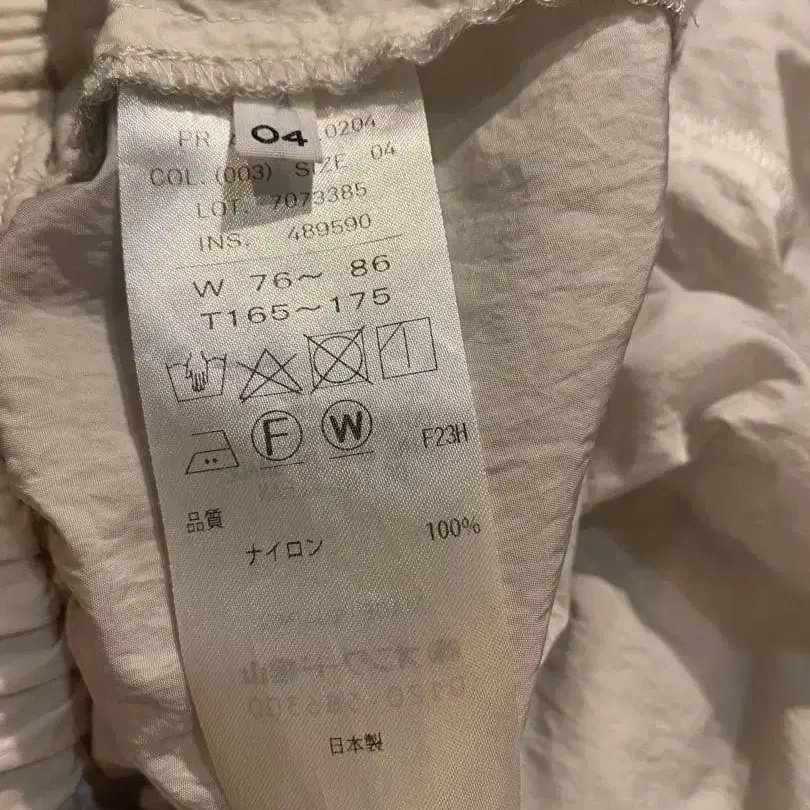 04
PR 0204
COL. (003) SIZE 04
LOT. 7073385
INS. 489590
W 76～ 86
T165～175
F W F23H
品質
ナイロン 100%
日本製